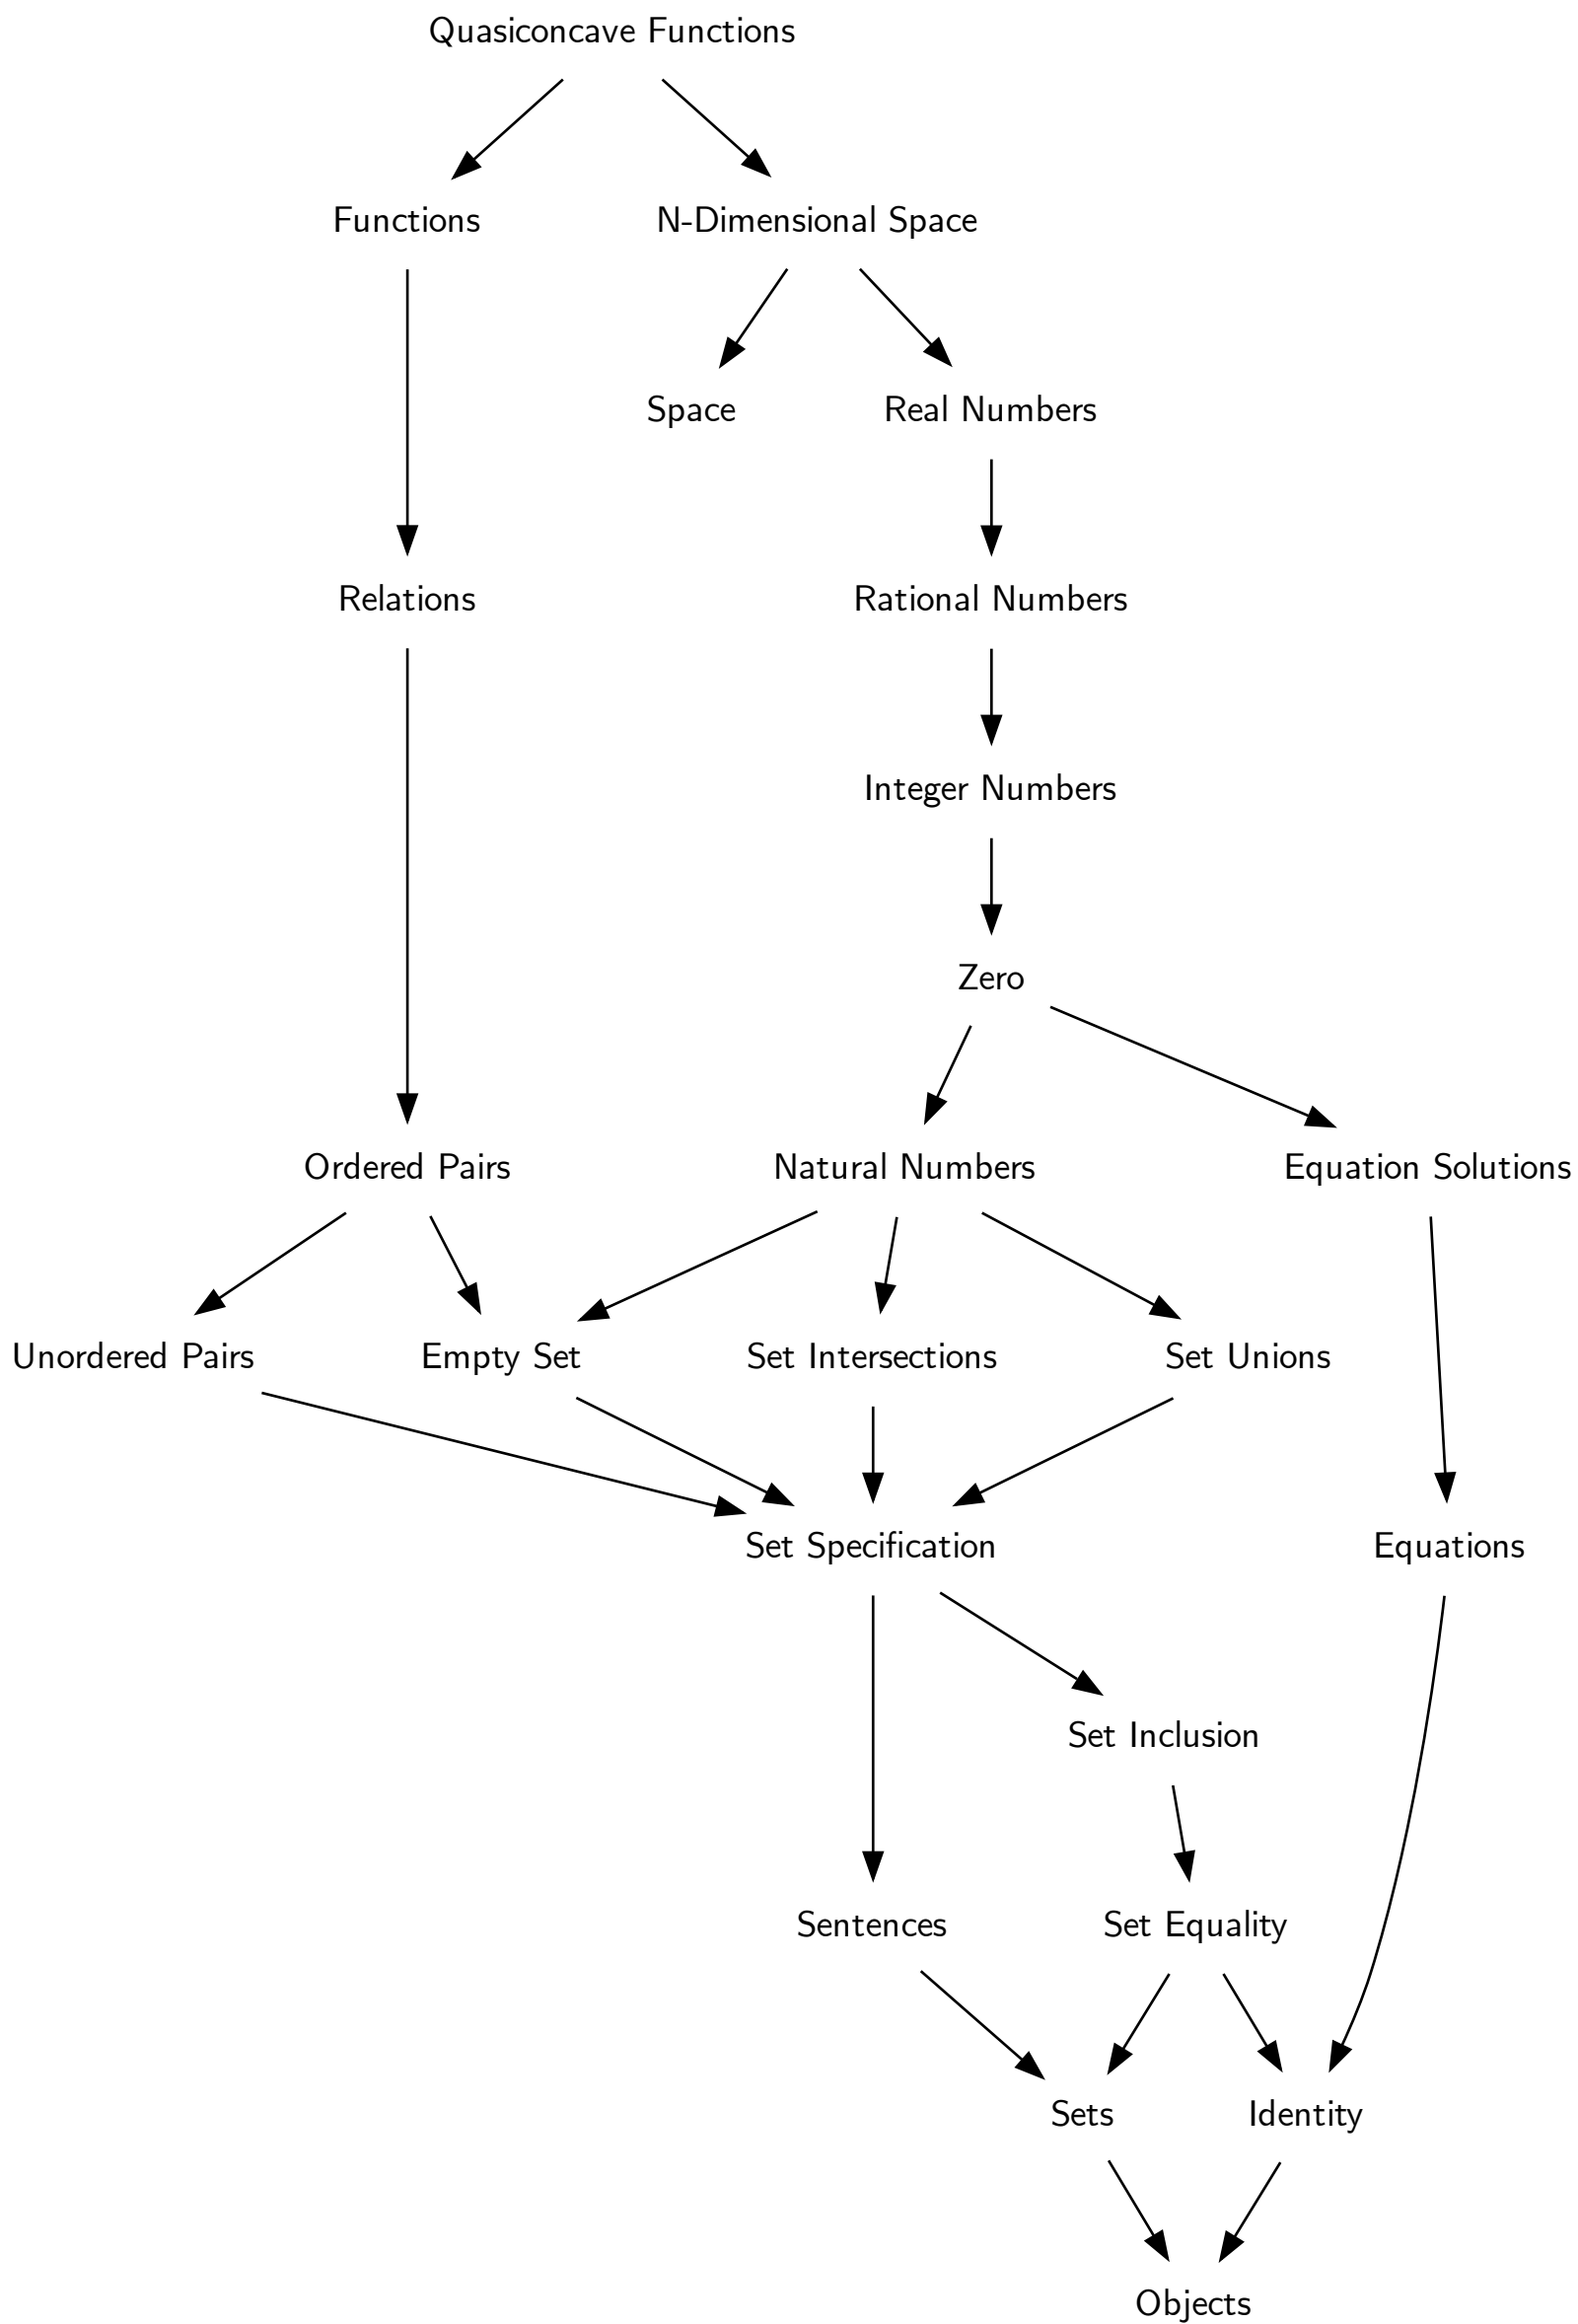 Quasiconcave Functions
Functions
N-Dimensional Space
Space
Real Numbers
Relations
Rational Numbers
Integer Numbers
Zero
Ordered Pairs
Natural Numbers
Equation Solutions
Unordered Pairs
Empty Set
Set Intersections
Set Unions
Set Specification
Equations
Set Inclusion
Sentences
Set Equality
Sets
Identity
Objects